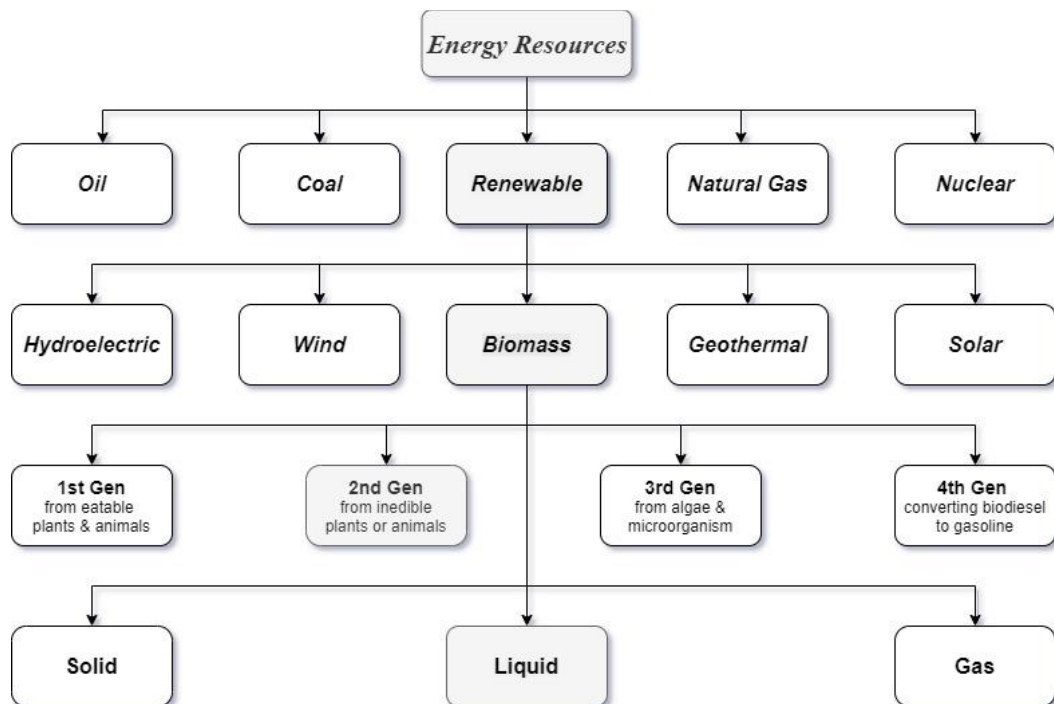 Energy Resources
Oil
Coal
Renewable
Natural Gas
Nuclear
Hydroelectric
Wind
Biomass
Geothermal
Solar
1st Gen
from eatable
plants & animals
2nd Gen
from inedible
plants or animals
3rd Gen
from algae &
microorganism
4th Gen
converting biodiesel
to gasoline
Solid
Liquid
Gas